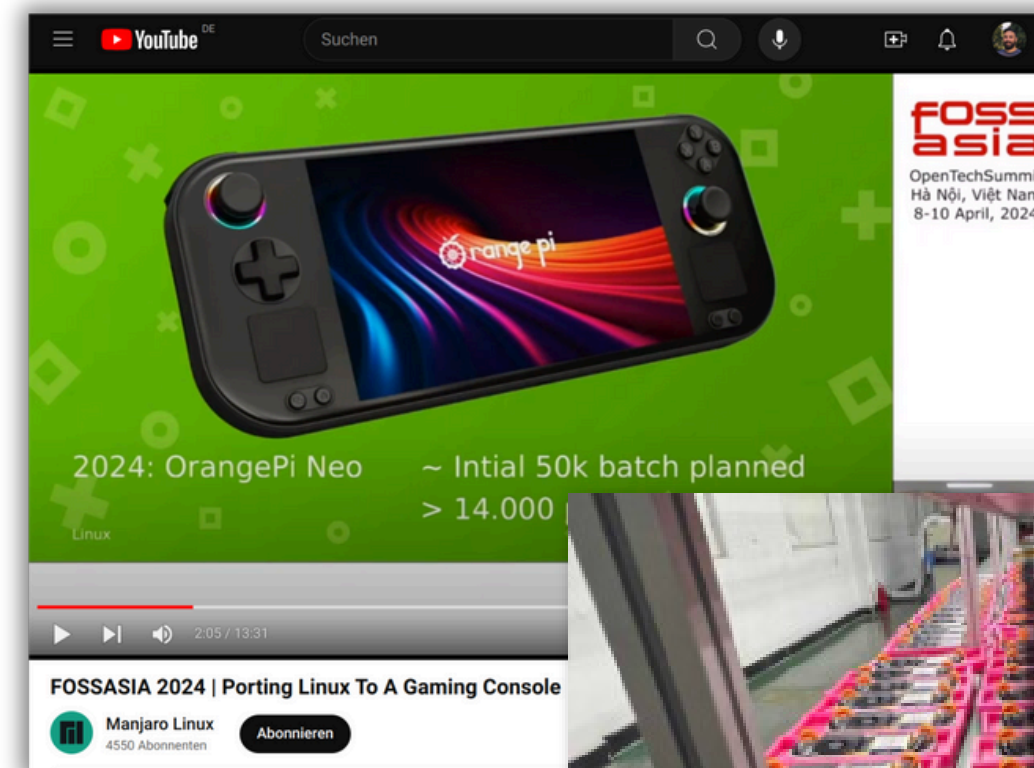 YouTube DE
Suchen
FOSS
asia
OpenTechSummi
Hà Nội, Việt Nam
8-10 April, 2024
range pi
2024: OrangePi Neo
~ Intial 50k batch planned
> 14.000
Linux
2:05 / 13:31
FOSSASIA 2024 | Porting Linux To A Gaming Console
Manjaro Linux
4550 Abonnenten
Abonnieren